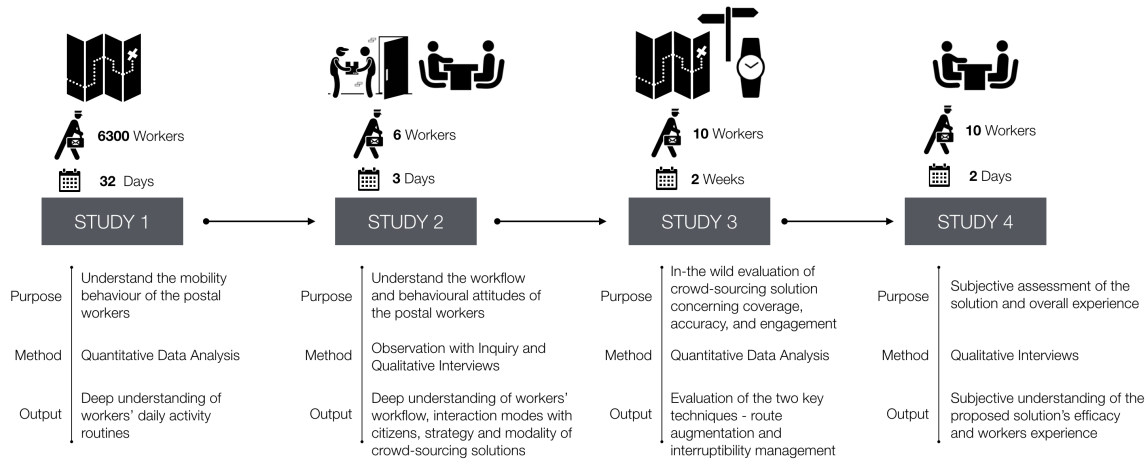 6300 Workers
32 Days
STUDY 1
Purpose
Understand the mobility
behaviour of the postal
workers
Method
Quantitative Data Analysis
Output
Deep understanding of
workers' daily activity
routines
6 Workers
3 Days
STUDY 2
Purpose
Understand the workflow
and behavioural attitudes of
the postal workers
Method
Observation with Inquiry and
Qualitative Interviews
Output
Deep understanding of workers'
workflow, interaction modes with
citizens, strategy and modality of
crowd-sourcing solutions
10 Workers
2 Weeks
STUDY 3
Purpose
In-the wild evaluation of
crowd-sourcing solution
concerning coverage,
accuracy, and engagement
Method
Quantitative Data Analysis
Output
Evaluation of the two key
techniques - route
augmentation and
interruptibility management
10 Workers
2 Days
STUDY 4
Purpose
Subjective assessment of the
solution and overall experience
Method
Qualitative Interviews
Output
Subjective understanding of the
proposed solution's efficacy
and workers experience